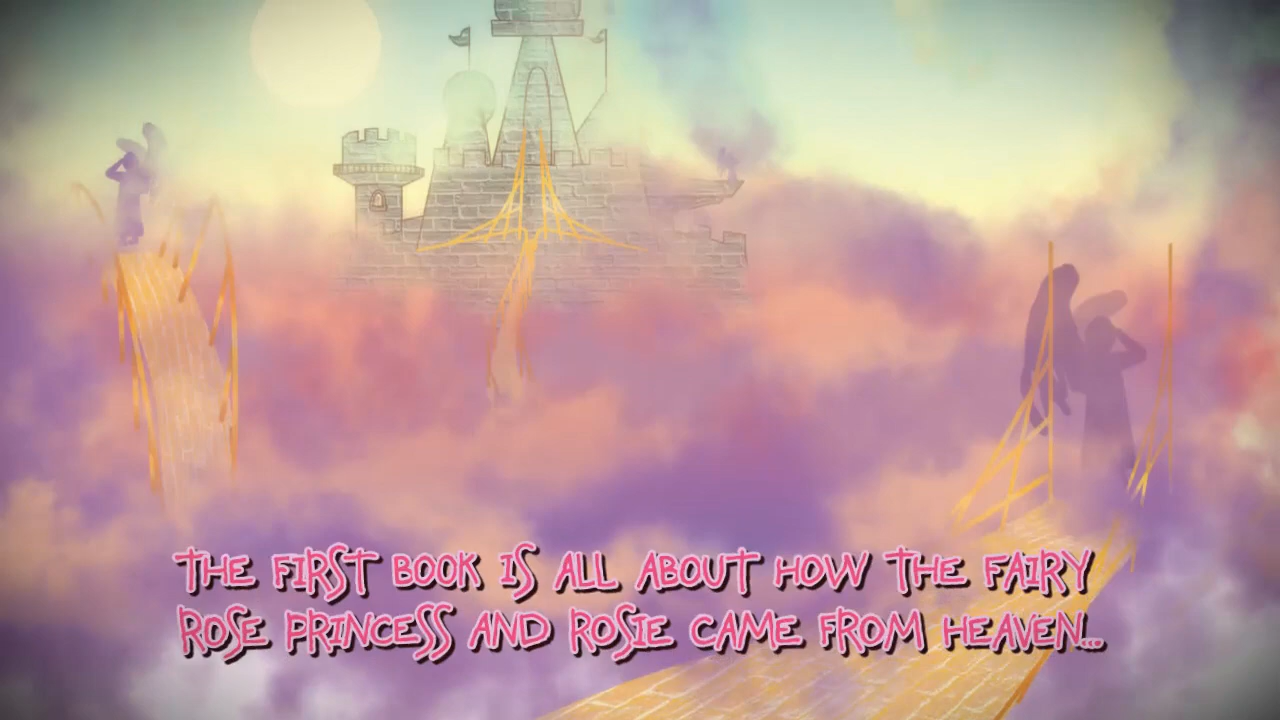 THE FIRST BOOK IS ALL ABOUT HOW THE FAIRY
ROSE PRINCESS AND ROSIE CAME FROM HEAVEN...